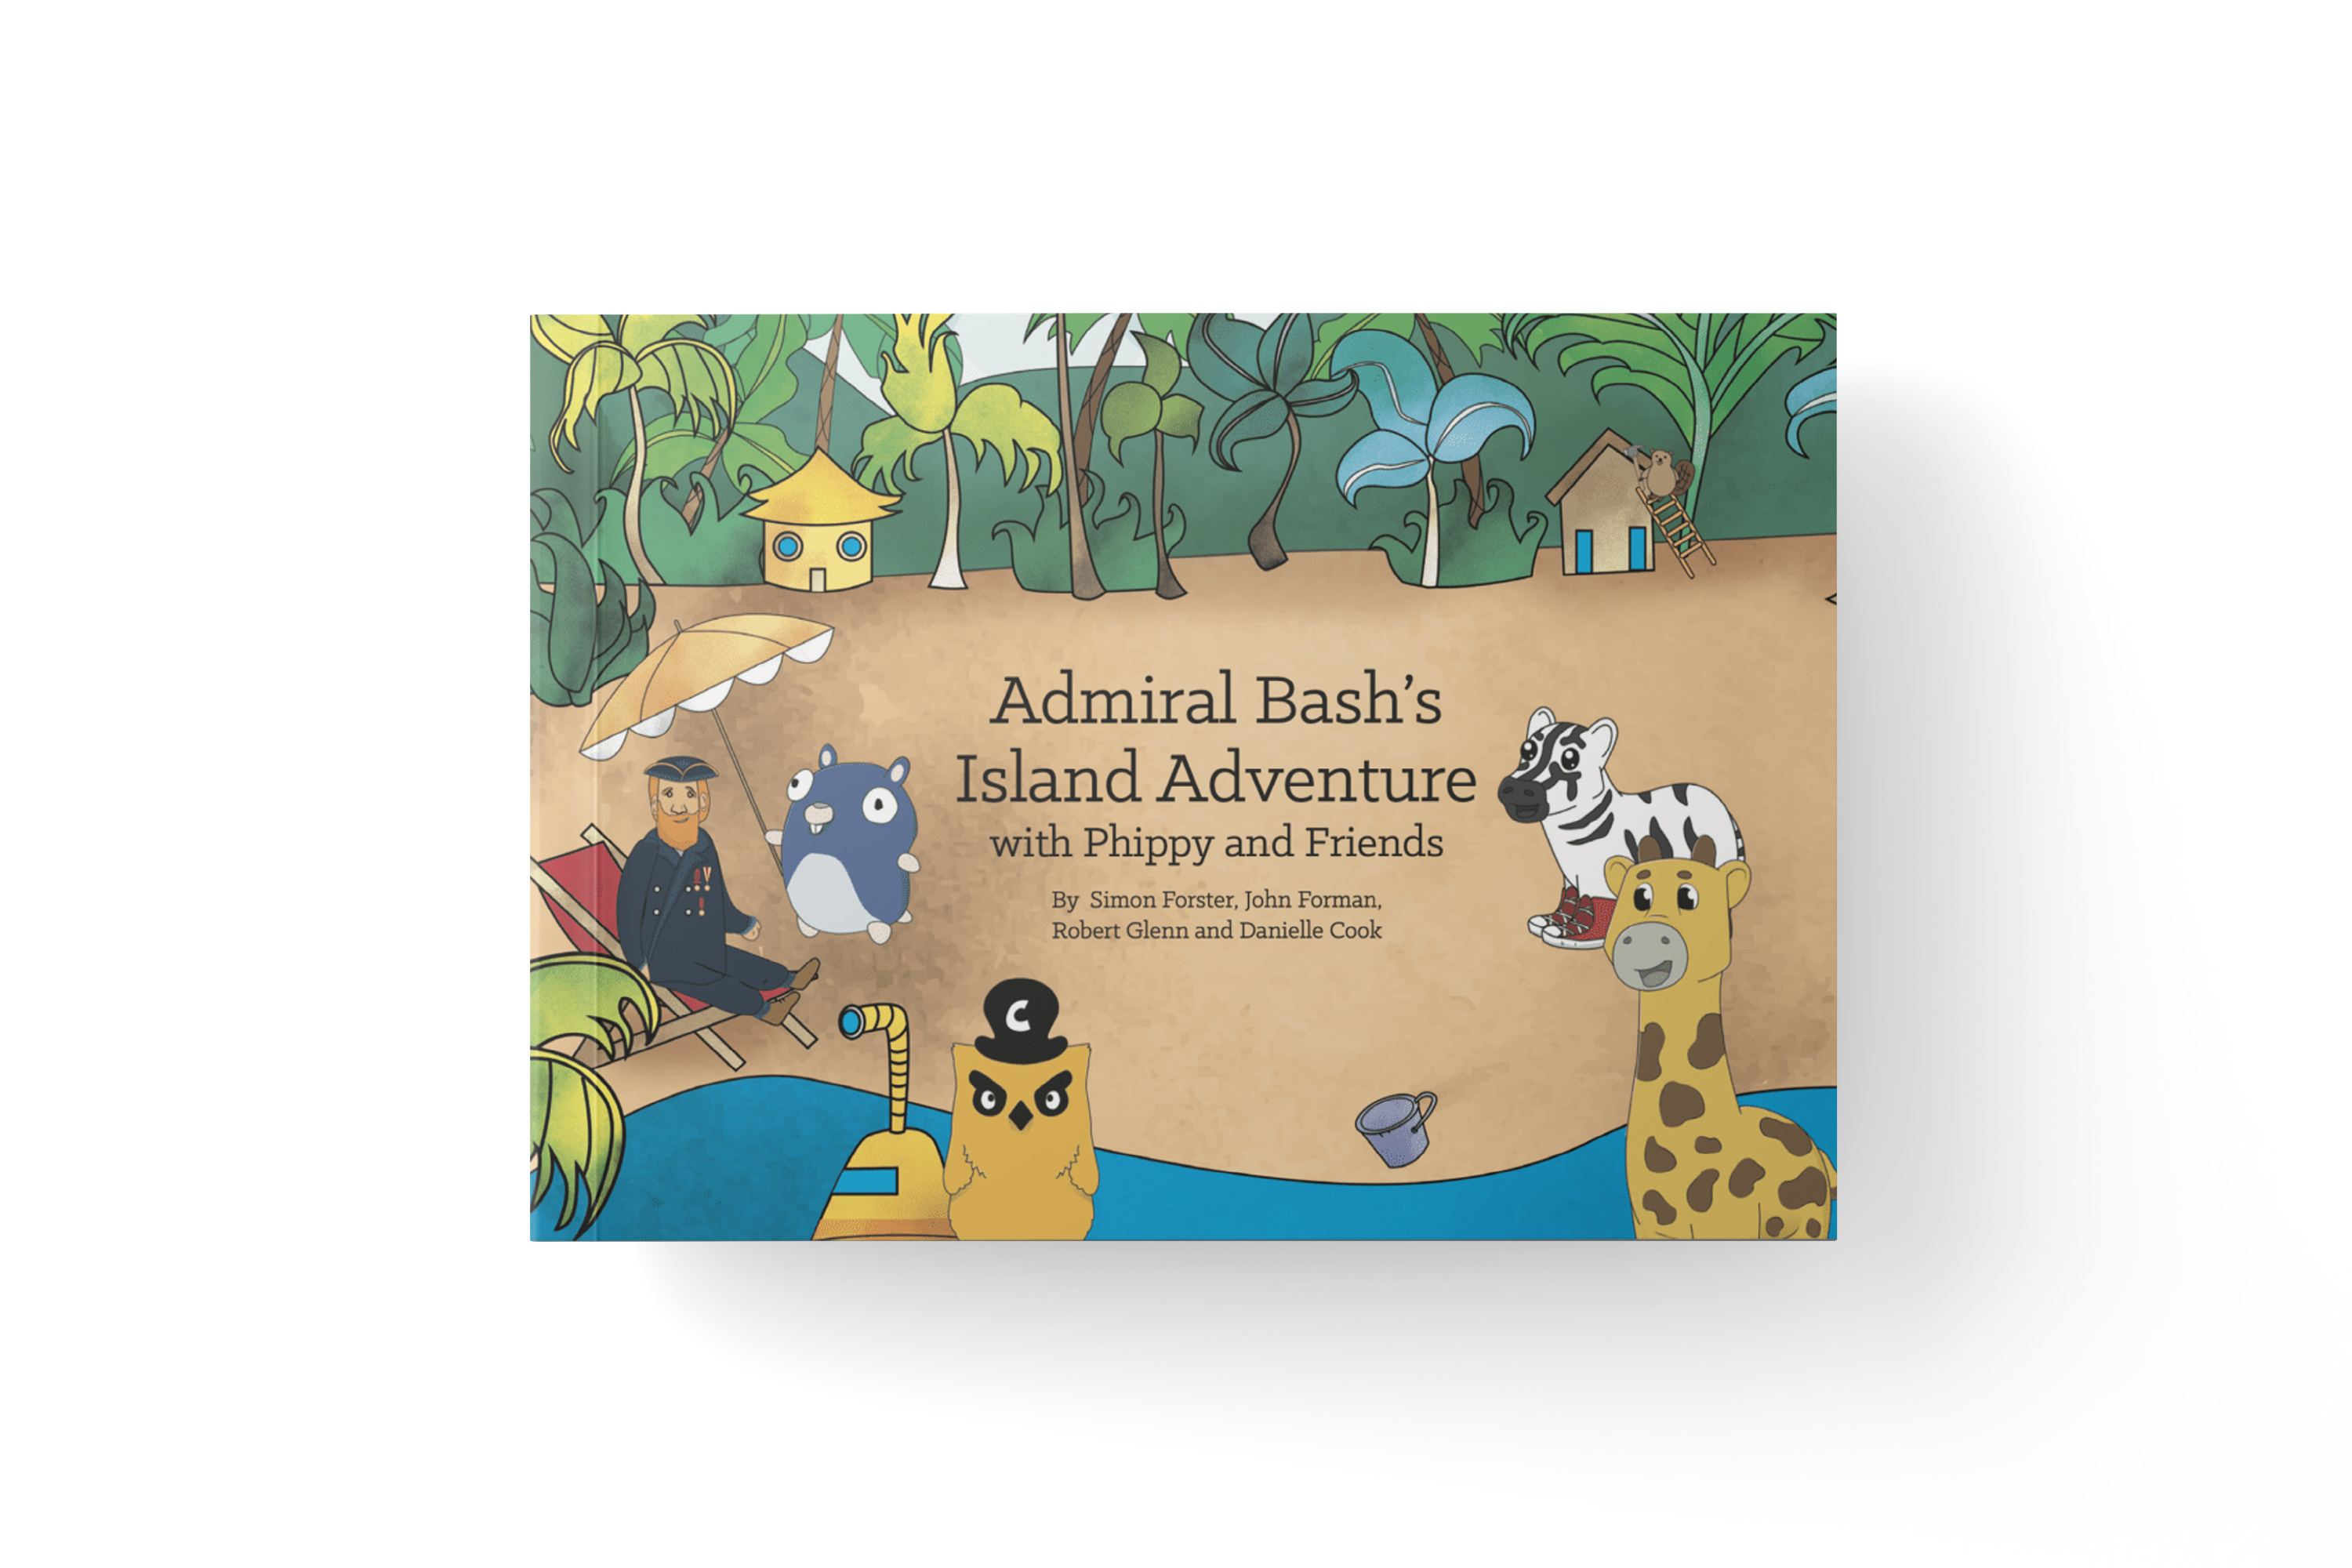 Admiral Bash’s
Island Adventure
with Phippy and Friends
By Simon Forster, John Forman,
Robert Glenn and Danielle Cook
C